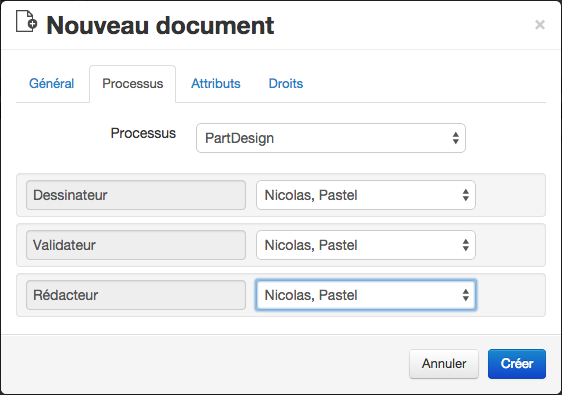 Nouveau document ×
Général Processus Attributs Droits
Processus PartDesign
Dessinateur Nicolas, Pastel
Validateur Nicolas, Pastel
Rédacteur Nicolas, Pastel
Annuler Créer